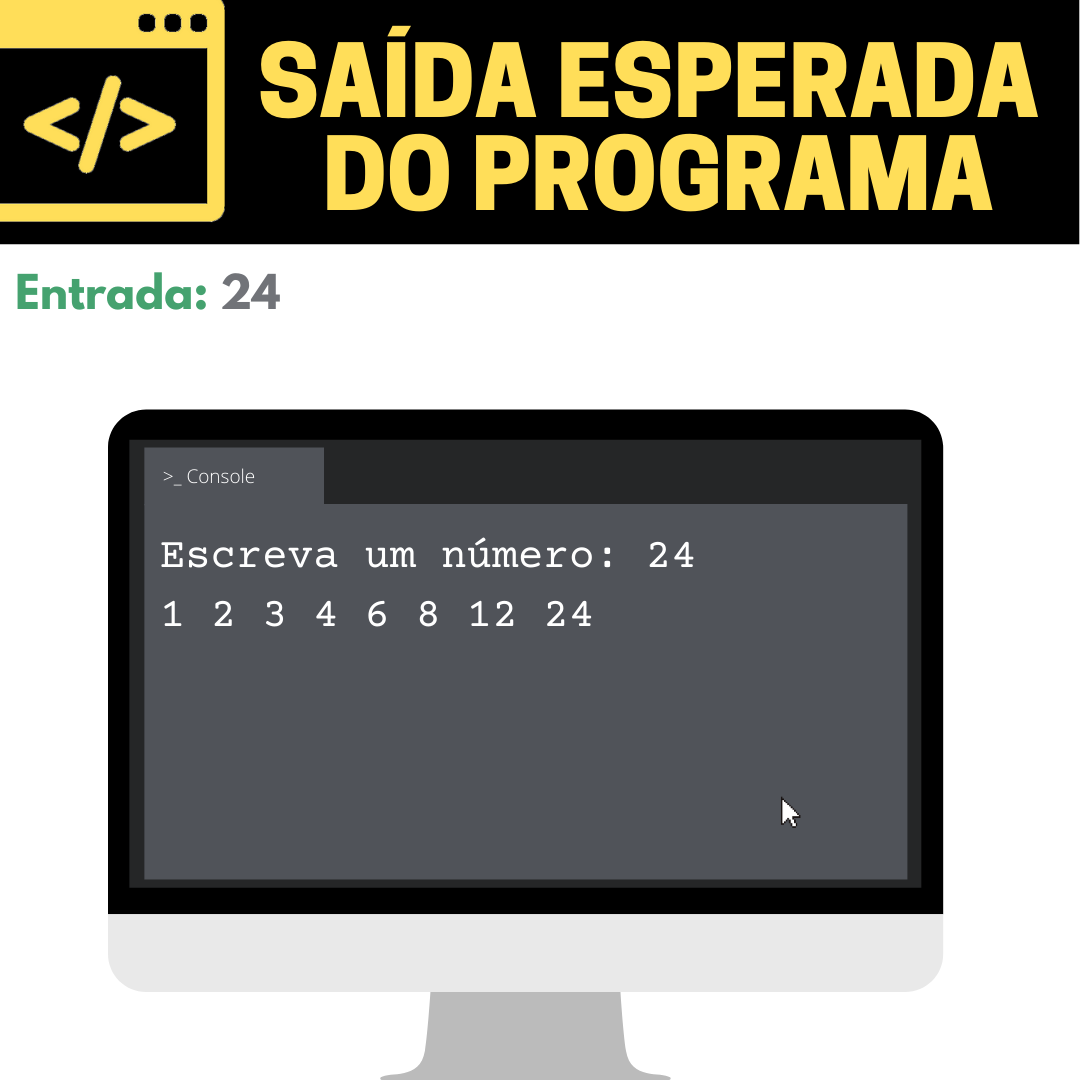 </>
SAÍDA ESPERADA
DO PROGRAMA
Entrada: 24
>_ Console
Escreva um número: 24
1 2 3 4 6 8 12 24